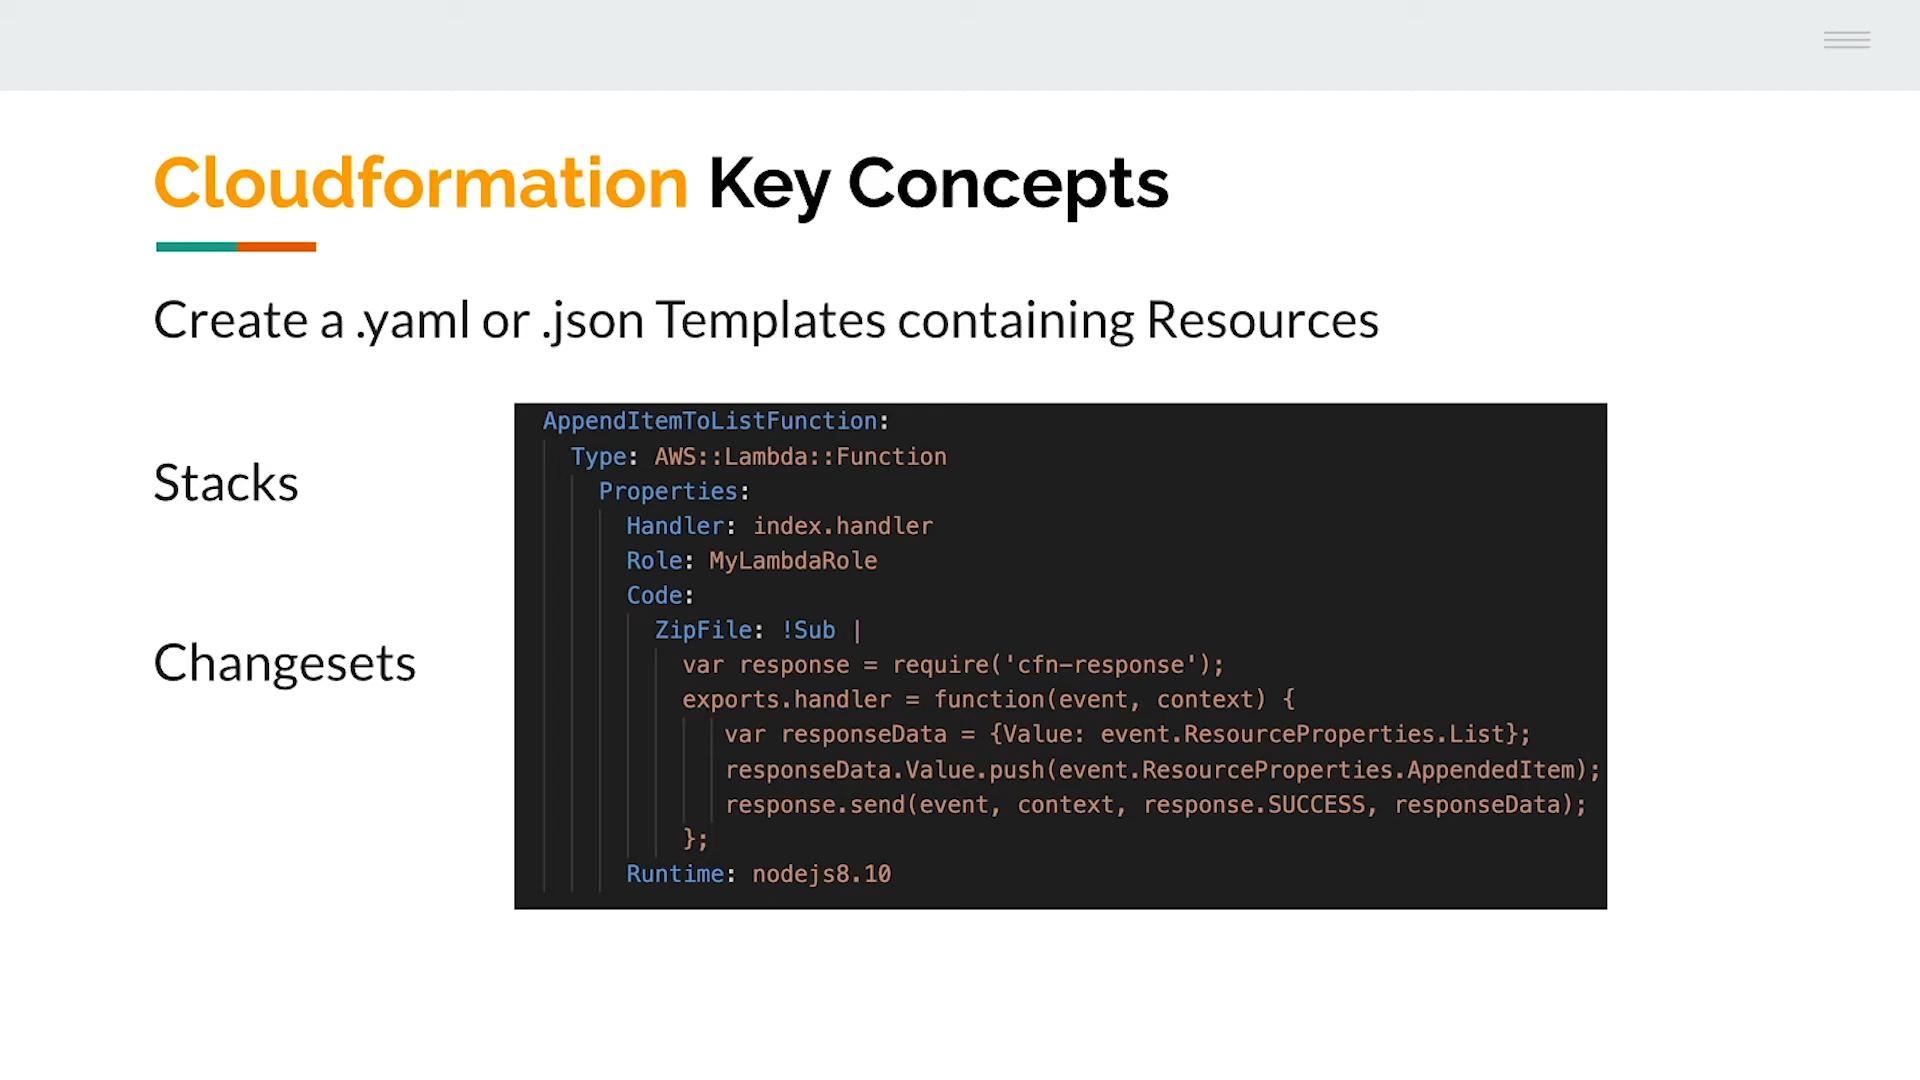 Cloudformation Key Concepts
Create a .yaml or .json Templates containing Resources
Stacks
Changesets
AppendItemToListFunction:
Type: AWS::Lambda::Function
Properties:
Handler: index.handler
Role: MyLambdaRole
Code:
ZipFile: !Sub |
var response = require('cfn-response');
exports.handler = function(event, context) {
var responseData = {Value: event.ResourceProperties.List};
responseData.Value.push(event.ResourceProperties.AppendedItem);
response.send(event, context, response.SUCCESS, responseData);
};
Runtime: nodejs8.10